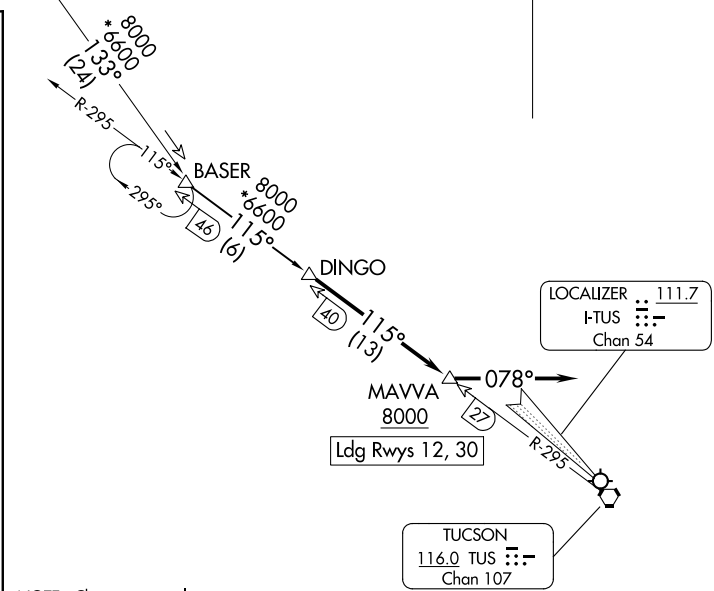 8000
*6600
133°
(24)
R-295
115°
295°
BASER
46
8000
*6600
115°
(6)
DINGO
40
115°
(13)
MAVVA
8000
Ldg Rwys 12, 30
078°
27
R-295
LOCALIZER 111.7
I-TUS
Chan 54
TUCSON
116.0 TUS
Chan 107